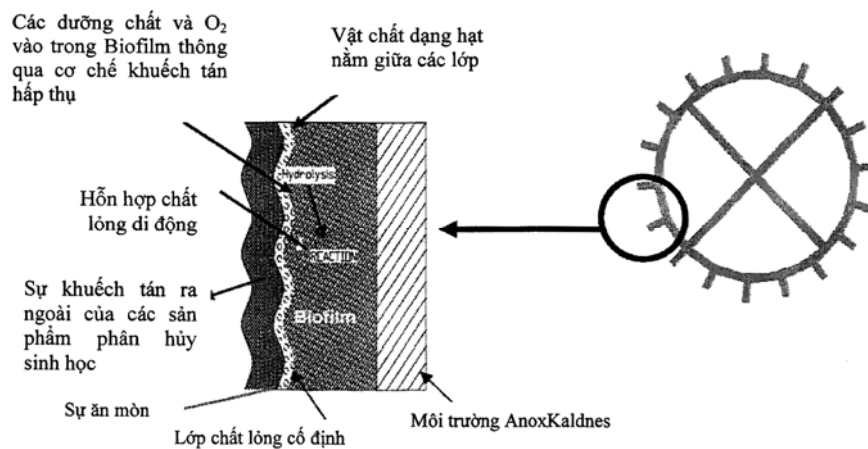 Các dưỡng chất và O₂
vào trong Biofilm thông
qua cơ chế khuếch tán
hấp thụ
Vật chất dạng hạt
nằm giữa các lớp
Hydrolysis
Hỗn hợp chất
lỏng di động
REACTION
Sự khuếch tán ra
ngoài của các sản
phẩm phân hủy
sinh học
Biofilm
Sự ăn mòn
Lớp chất lỏng cố định
Môi trường AnoxKaldnes